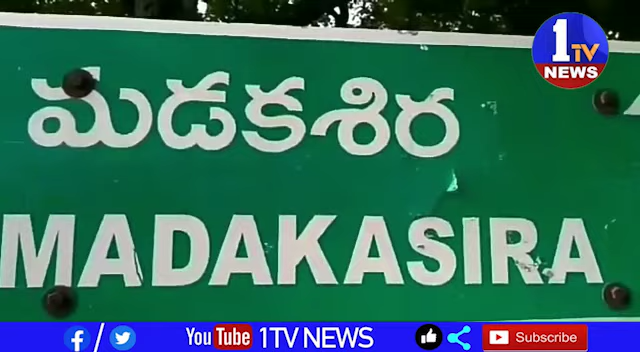 1TV
NEWS
మడకశిర
MADAKASIRA
f / YouTube 1TV NEWS Subscribe